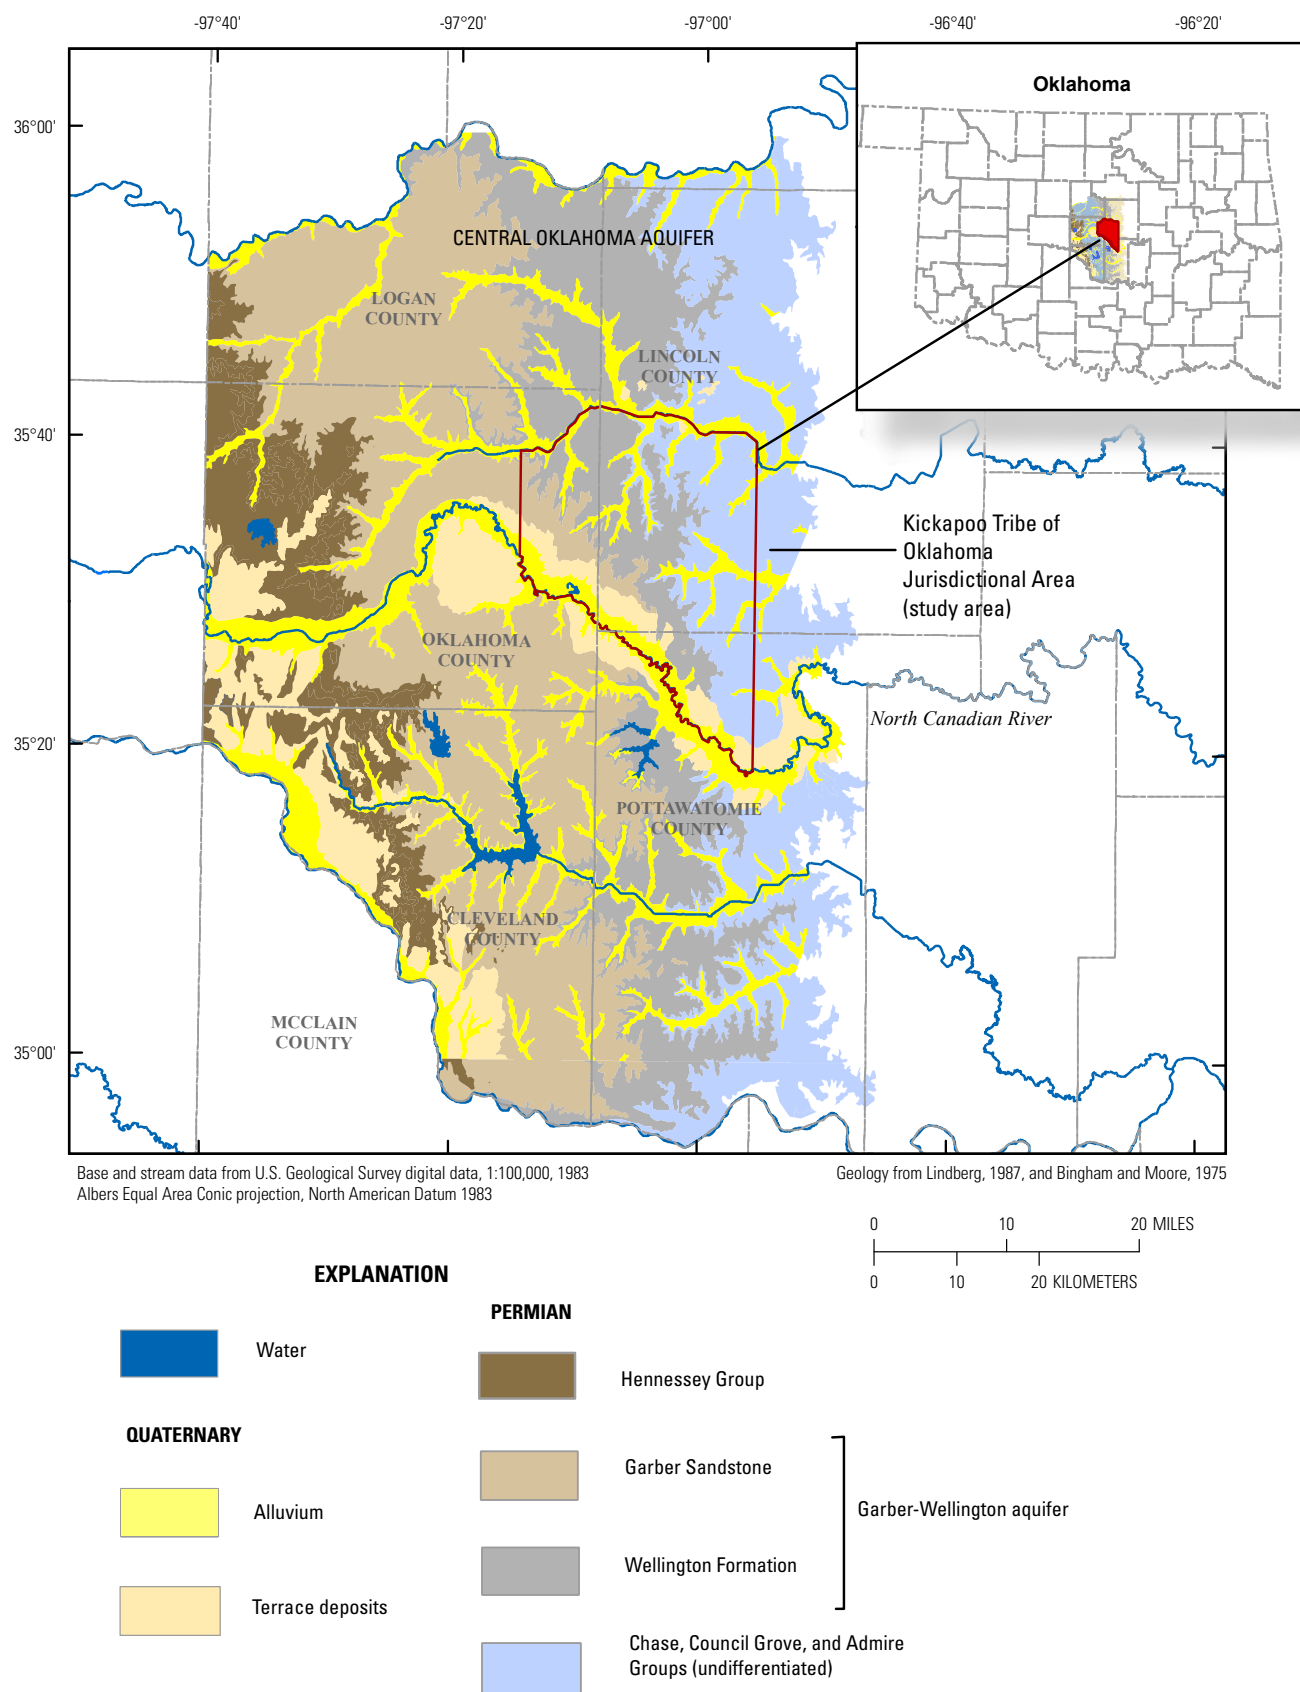 -97°40'
-97°20'
-97°00'
-96°40'
-96°20'
36°00'
35°40'
35°20'
35°00'
Oklahoma
CENTRAL OKLAHOMA AQUIFER
LOGAN
COUNTY
LINCOLN
COUNTY
Kickapoo Tribe of
Oklahoma
Jurisdictional Area
(study area)
OKLAHOMA
COUNTY
North Canadian River
POTTAWATOMIE
COUNTY
CLEVELAND
COUNTY
MCCLAIN
COUNTY
Base and stream data from U.S. Geological Survey digital data, 1:100,000, 1983
Albers Equal Area Conic projection, North American Datum 1983
Geology from Lindberg, 1987, and Bingham and Moore, 1975
0 10 20 MILES
0 10 20 KILOMETERS
EXPLANATION
Water
QUATERNARY
Alluvium
Terrace deposits
PERMIAN
Hennessey Group
Garber Sandstone
Wellington Formation
Garber-Wellington aquifer
Chase, Council Grove, and Admire
Groups (undifferentiated)